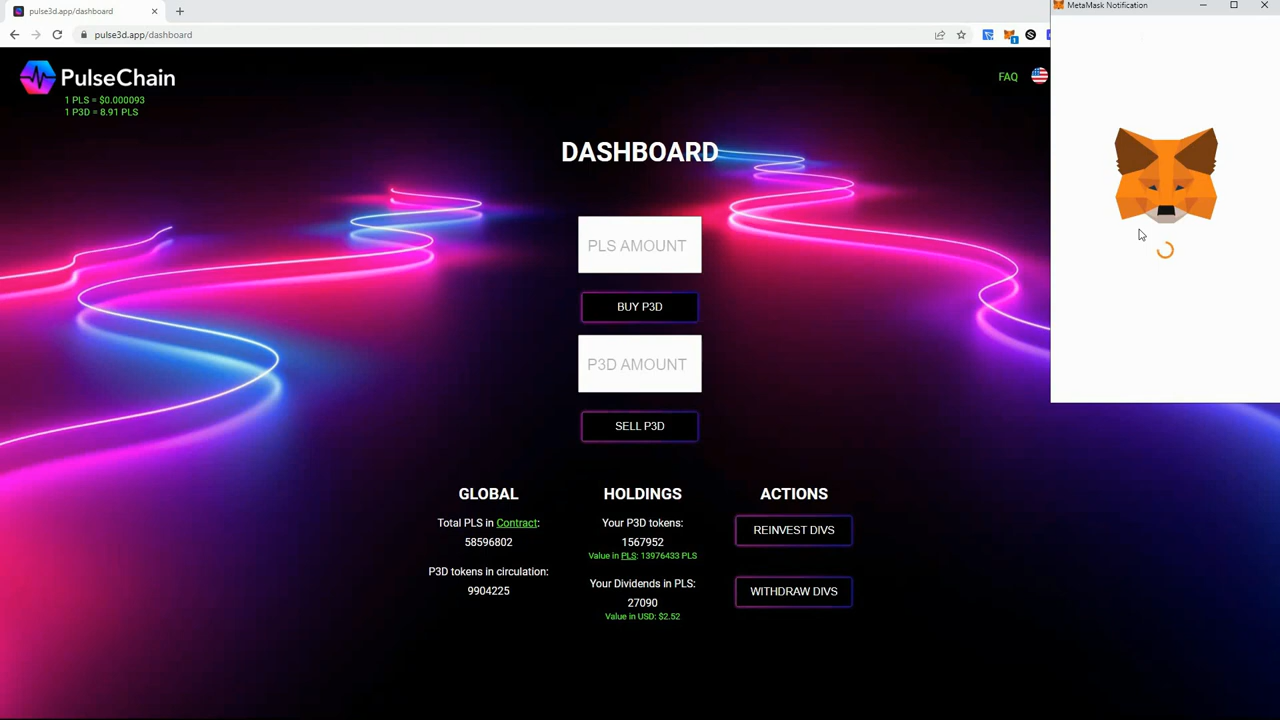 pulse3d.app/dashboard
MetaMask Notification
pulse3d.app/dashboard
1
PulseChain
FAQ
1 PLS = $0.000093
1 P3D = 8.91 PLS
DASHBOARD
PLS AMOUNT
BUY P3D
P3D AMOUNT
SELL P3D
GLOBAL
Total PLS in Contract:
58596802
P3D tokens in circulation:
9904225
HOLDINGS
Your P3D tokens:
1567952
Value in PLS: 13976433 PLS
Your Dividends in PLS:
27090
Value in USD: $2.52
ACTIONS
REINVEST DIVS
WITHDRAW DIVS